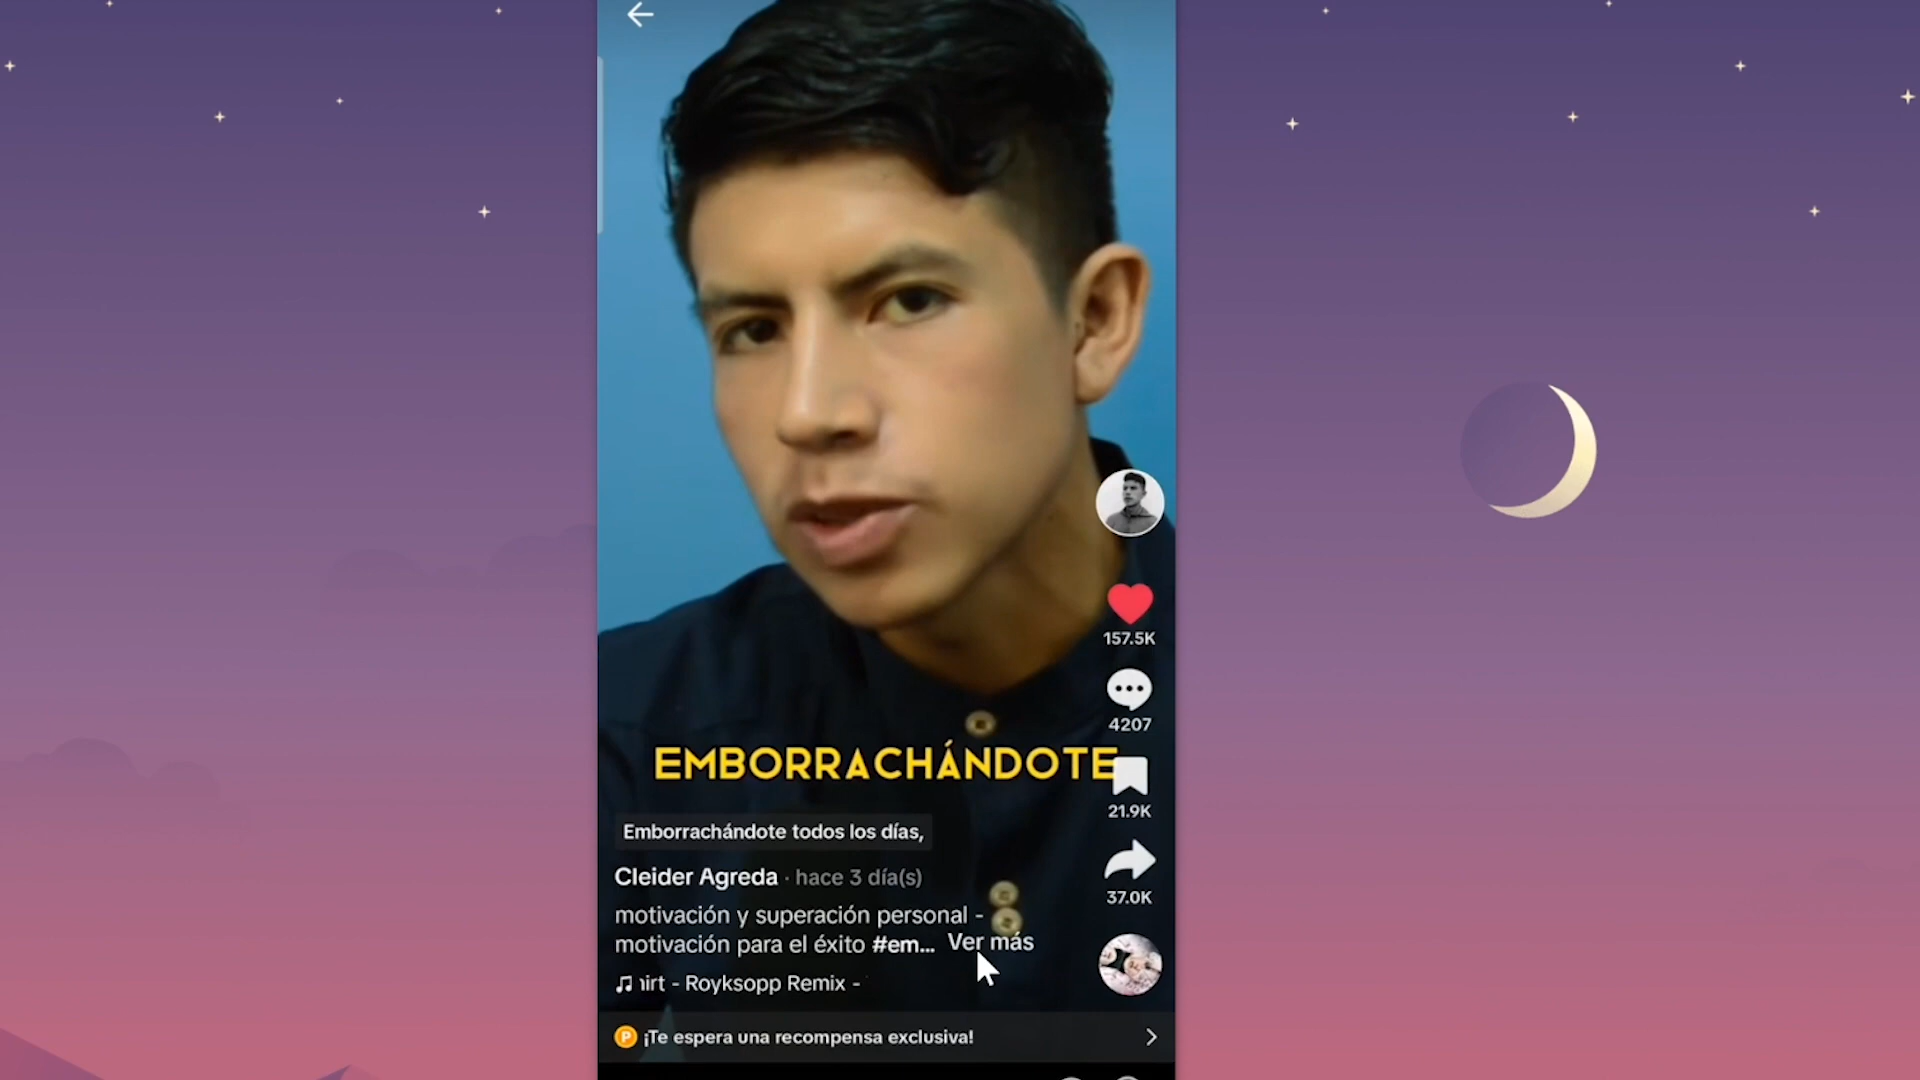 157.5K
4207
EMBORRACHÁNDOTE
21.9K
Emborrachándote todos los días,
Cleider Agreda · hace 3 día(s)
37.0K
motivación y superación personal -
motivación para el éxito #em... Ver más
- Royksopp Remix -
P ¡Te espera una recompensa exclusiva!